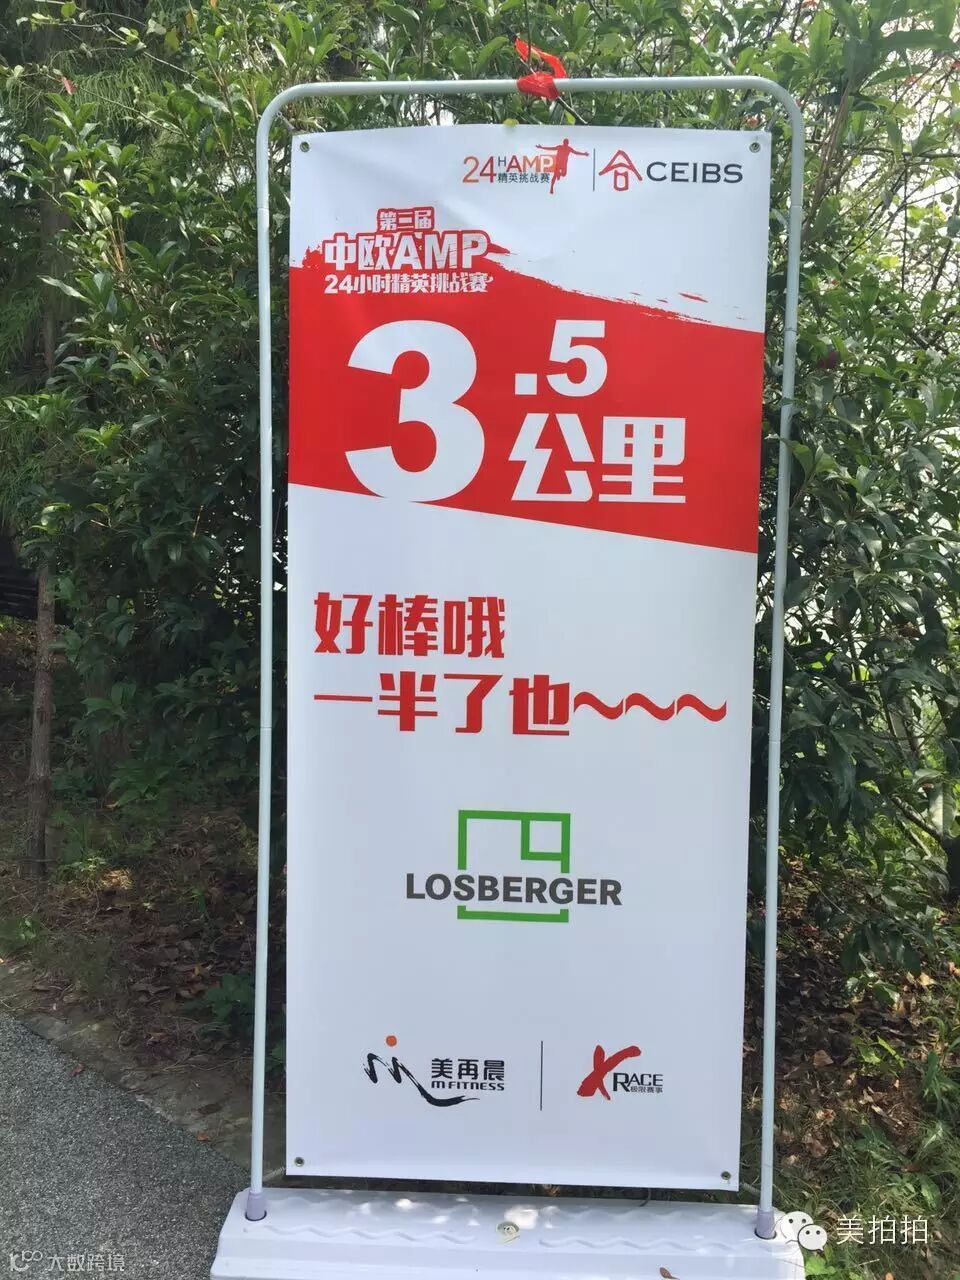 24HAMP
精英挑战赛
CEIBS
第三届
中欧AMP
24小时精英挑战赛
3.5
公里
好棒哦
一半了也~~~~
LOSBERGER
美再晨
M FITNESS
X RACE
极限赛事
美拍拍
大数跨境